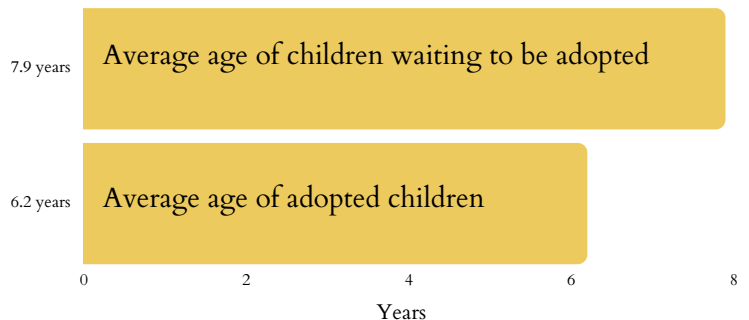 7.9 years
Average age of children waiting to be adopted
6.2 years
Average age of adopted children
0 2 4 6 8
Years